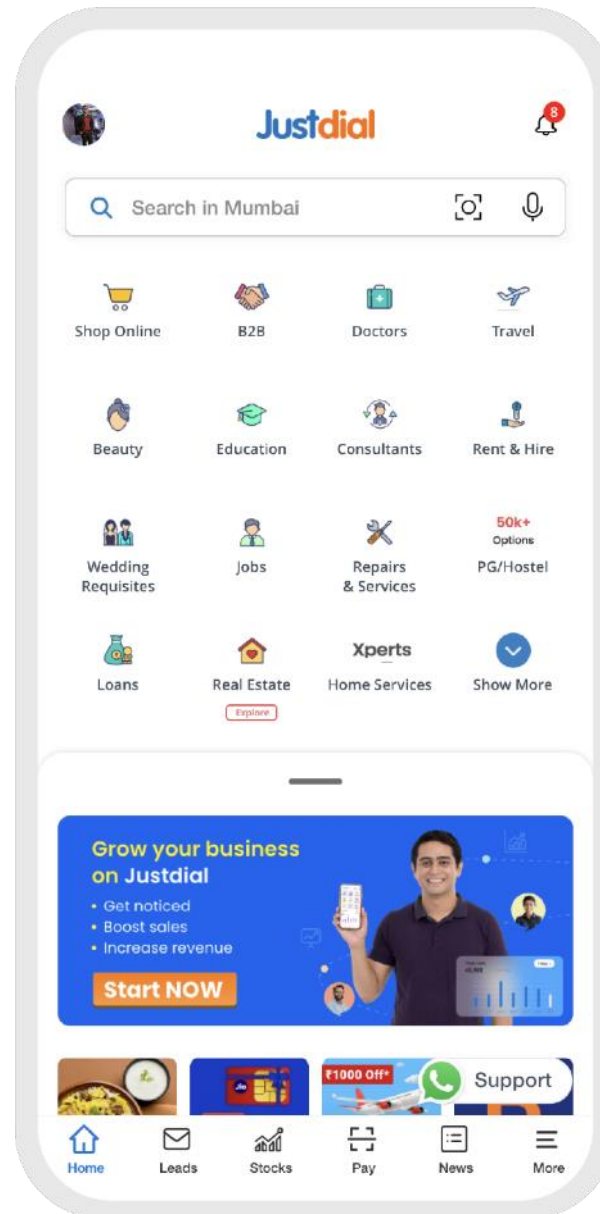 Justdial
8
Search in Mumbai
Shop Online
B2B
Doctors
Travel
Beauty
Education
Consultants
Rent & Hire
50k+
Options
Wedding
Requisites
Jobs
Repairs
& Services
PG/Hostel
Xperts
Loans
Real Estate
Home Services
Show More
Explore
Grow your business
on Justdial
• Get noticed
• Boost sales
• Increase revenue
Start NOW
Jio
₹1000 Off*
Support
Home
Leads
Stocks
Pay
News
More